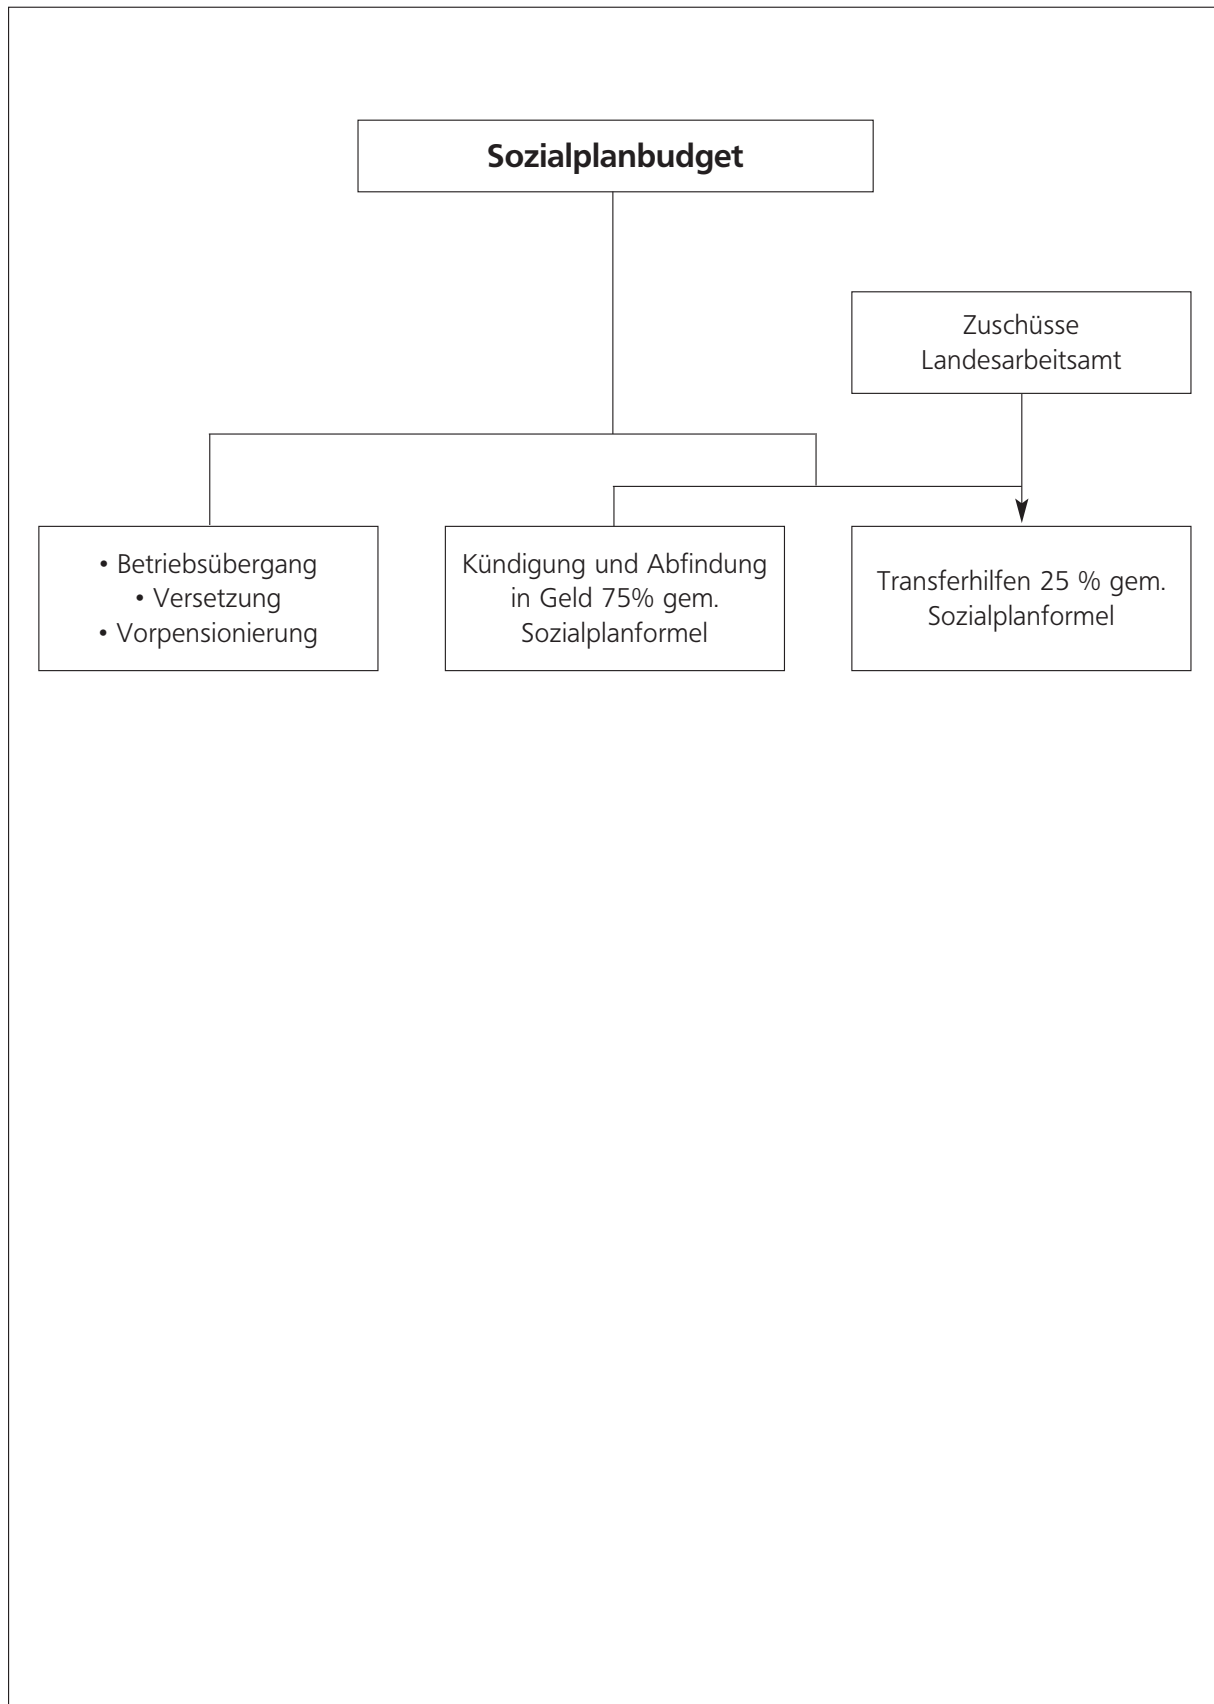 Sozialplanbudget
Zuschüsse
Landesarbeitsamt
• Betriebsübergang
• Versetzung
• Vorpensionierung
Kündigung und Abfindung
in Geld 75% gem.
Sozialplanformel
Transferhilfen 25 % gem.
Sozialplanformel